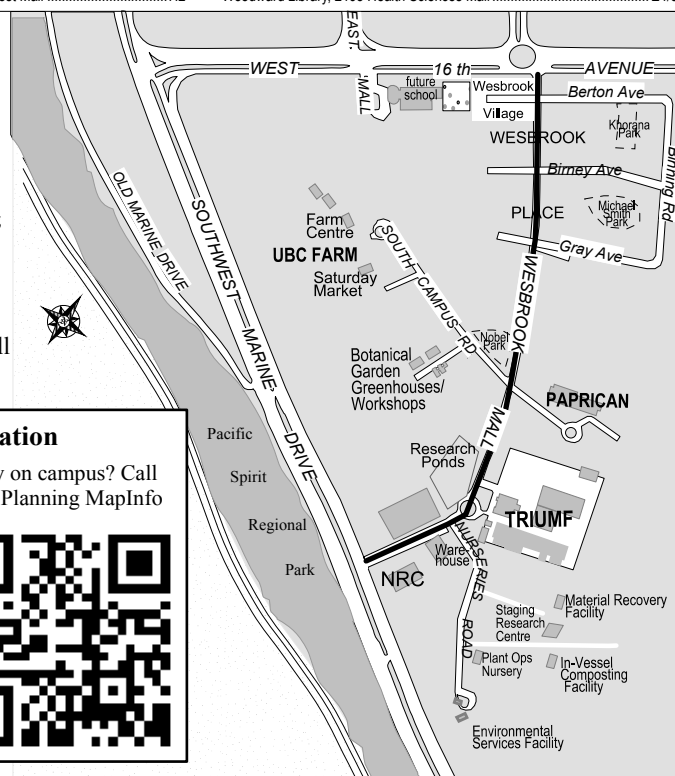 WEST
16 th
AVENUE
EAST
MALL
future
school
Wesbrook
Village
Berton Ave
WESBROOK
Khorana
Park
Birney Ave
Binning Rd
PLACE
Michael
Smith
Park
Gray Ave
OLD MARINE DRIVE
SOUTHWEST MARINE DRIVE
Farm
Centre
UBC FARM
Saturday
Market
SOUTH CAMPUS RD
WESBROOK MALL
Nobel
Park
Botanical
Garden
Greenhouses/
Workshops
PAPRICAN
Research
Ponds
TRIUMF
Ware-
house
NRC
NURSERIES ROAD
Material Recovery
Facility
Staging
Research
Centre
Plant Ops
Nursery
In-Vessel
Composting
Facility
Environmental
Services Facility
Pacific
Spirit
Regional
Park
on campus? Call
Planning MapInfo